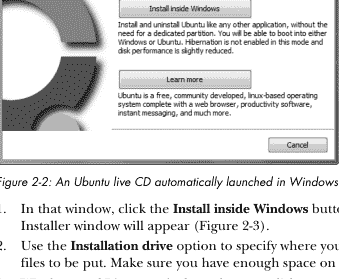 Install inside Windows
Install and uninstall Ubuntu like any other application, without the
need for a dedicated partition. You will be able to boot into either
Windows or Ubuntu. Hibernation is not enabled in this mode and
disk performance is slightly reduced.
Learn more
Ubuntu is a free, community developed, linux-based operating
system complete with a web browser, productivity software,
instant messaging, and much more.
Cancel
Figure 2-2: An Ubuntu live CD automatically launched in Windows
1. In that window, click the Install inside Windows butt
Installer window will appear (Figure 2-3).
2. Use the Installation drive option to specify where you
files to be put. Make sure you have enough space on